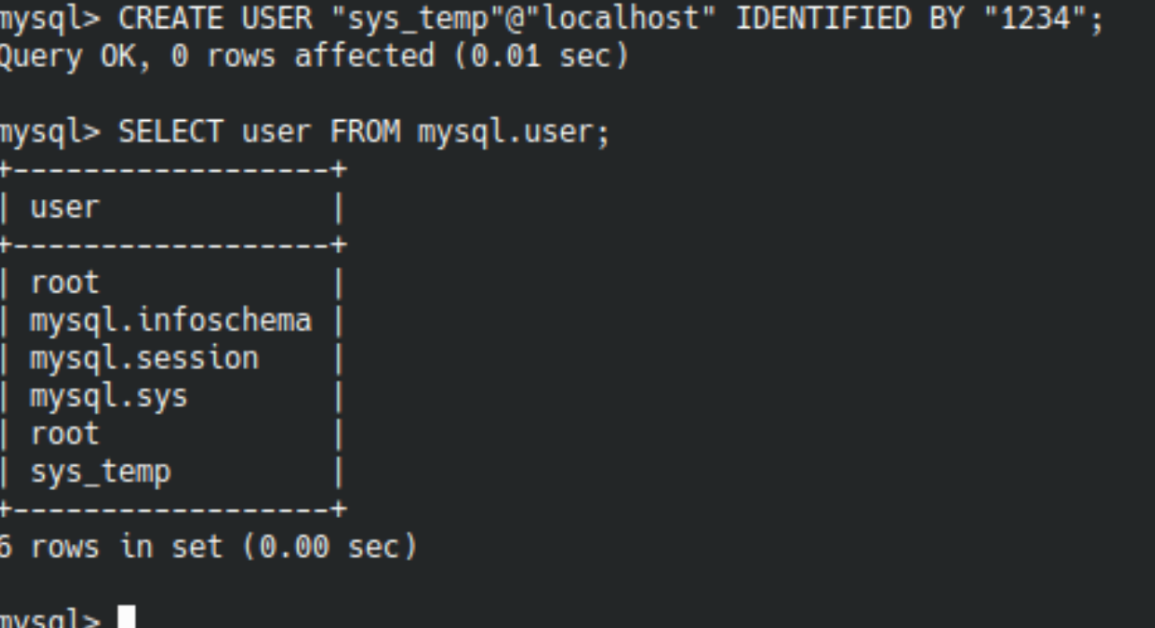 mysql> CREATE USER "sys_temp"@"localhost" IDENTIFIED BY "1234";
Query OK, 0 rows affected (0.01 sec)
mysql> SELECT user FROM mysql.user;
+------------------+
| user             |
+------------------+
| root             |
| mysql.infoschema |
| mysql.session    |
| mysql.sys        |
| root             |
| sys_temp         |
+------------------+
6 rows in set (0.00 sec)
mysql>